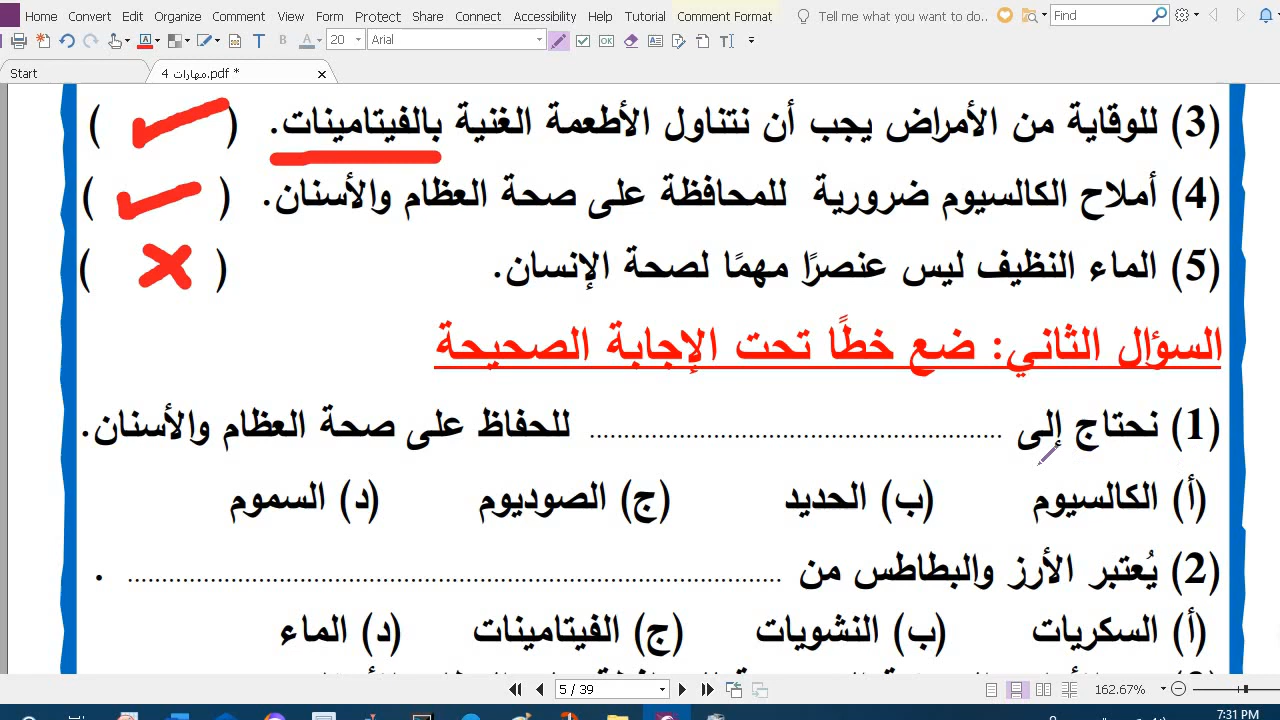 Home Convert Edit Organize Comment View Form Protect Share Connect Accessibility Help Tutorial Comment Format Tell me what you want to do.. Find
20 Arial
Start مهارات 4.pdf *
(3) للوقاية من الأمراض يجب أن نتناول الأطعمة الغنية بالفيتامينات. ( )
(4) أملاح الكالسيوم ضرورية للمحافظة على صحة العظام والأسنان. ( )
(5) الماء النظيف ليس عنصرًا مهمًا لصحة الإنسان. ( )
السؤال الثاني: ضع خطًا تحت الإجابة الصحيحة
(1) نحتاج إلى .......................................................... للحفاظ على صحة العظام والأسنان.
(أ) الكالسيوم (ب) الحديد (ج) الصوديوم (د) السموم
(2) يُعتبر الأرز والبطاطس من ............................................................................................ .
(أ) السكريات (ب) النشويات (ج) الفيتامينات (د) الماء
5 / 39 162.67%
7:31 PM